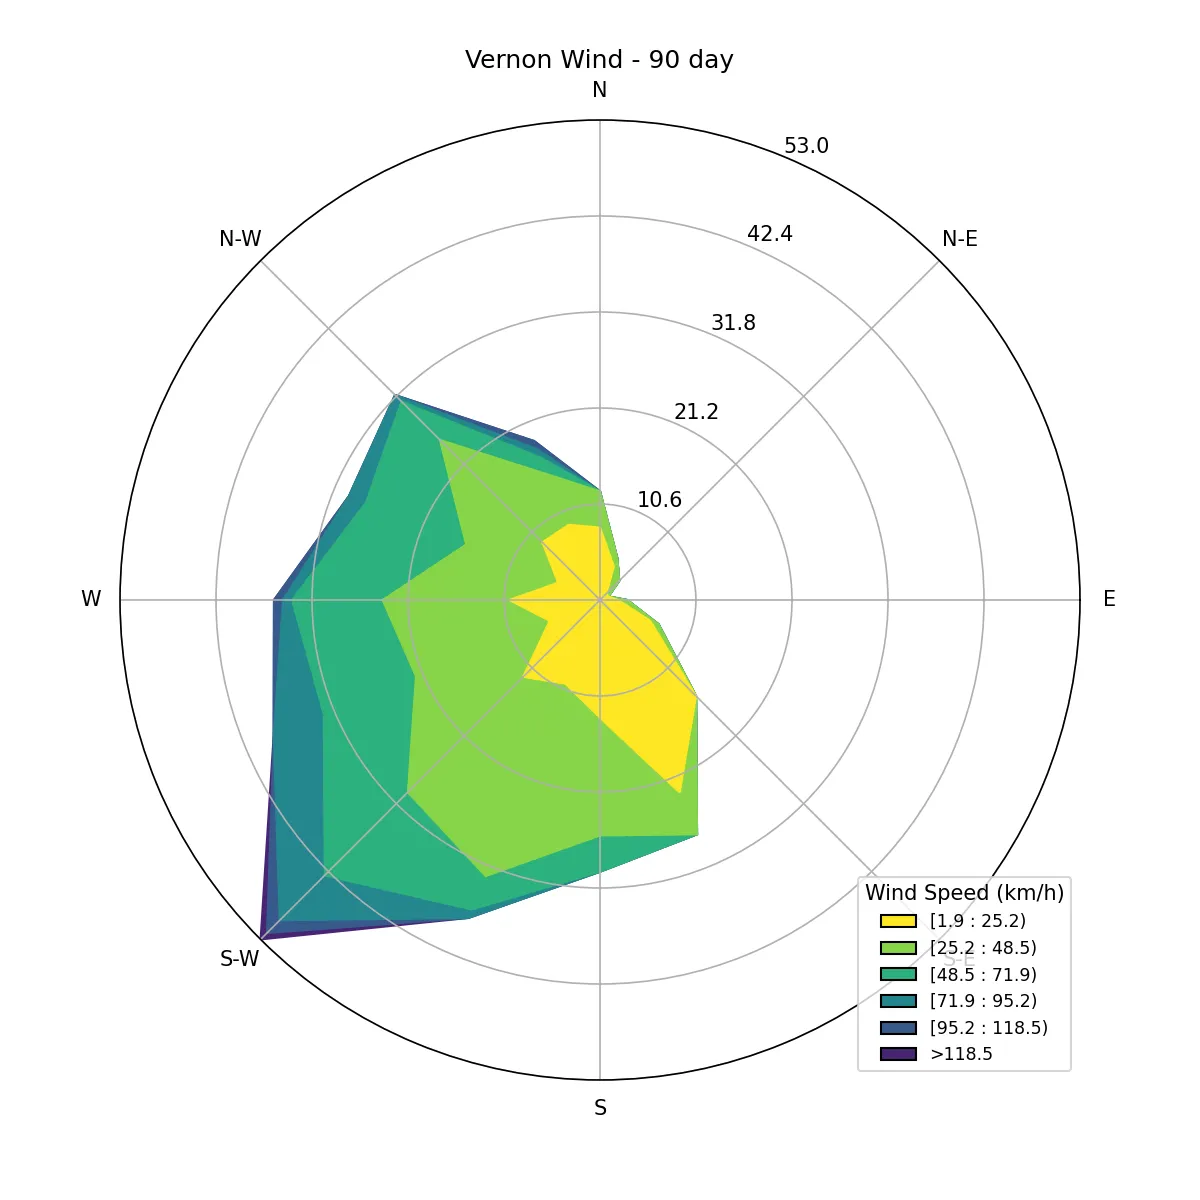 Vernon Wind - 90 day
N
53.0
N-W
42.4
N-E
31.8
21.2
10.6
W
E
S-W
S-E
S
Wind Speed (km/h)
[1.9 : 25.2)
[25.2 : 48.5)
[48.5 : 71.9)
[71.9 : 95.2)
[95.2 : 118.5)
>118.5